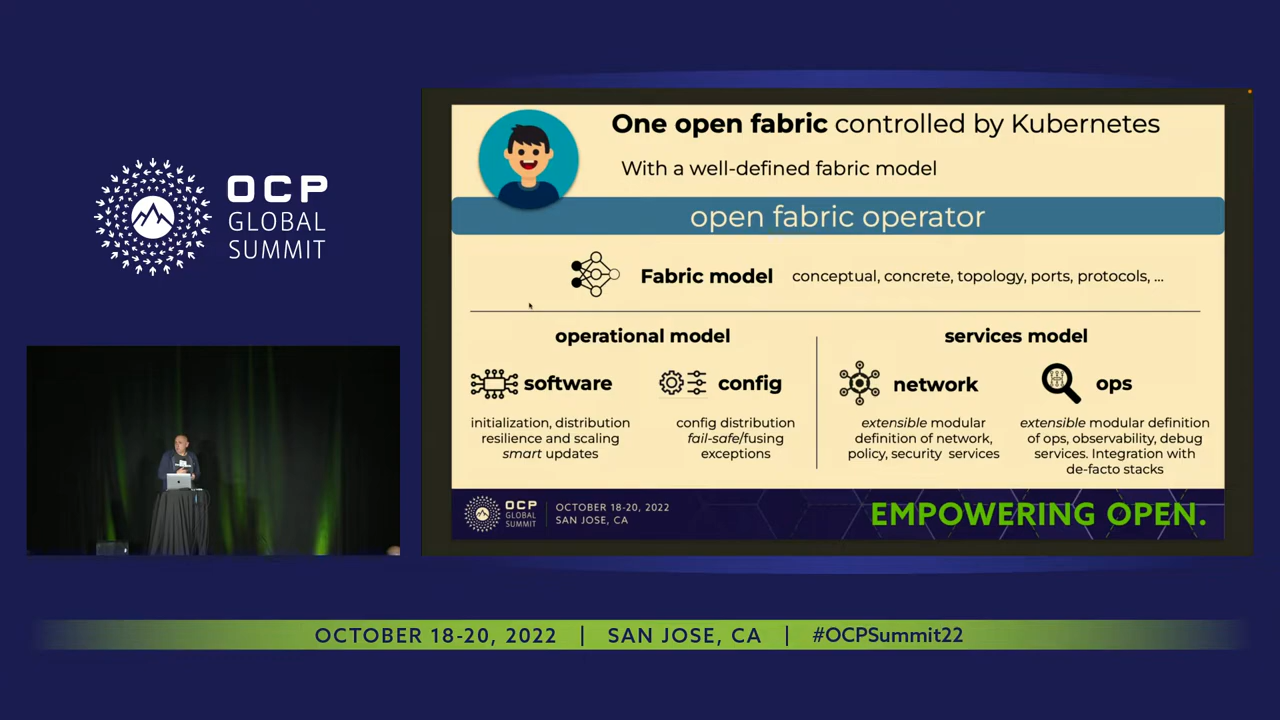 OCP
GLOBAL
SUMMIT
One open fabric controlled by Kubernetes
With a well-defined fabric model
open fabric operator
Fabric model conceptual, concrete, topology, ports, protocols, ...
operational model
services model
software
initialization, distribution
resilience and scaling
smart updates
config
config distribution
fail-safe/fusing
exceptions
network
extensible modular
definition of network,
policy, security services
ops
extensible modular definition
of ops, observability, debug
services. Integration with
de-facto stacks
OCP
GLOBAL
SUMMIT
OCTOBER 18-20, 2022
SAN JOSE, CA
EMPOWERING OPEN.
OCTOBER 18-20, 2022 | SAN JOSE, CA | #OCPSummit22